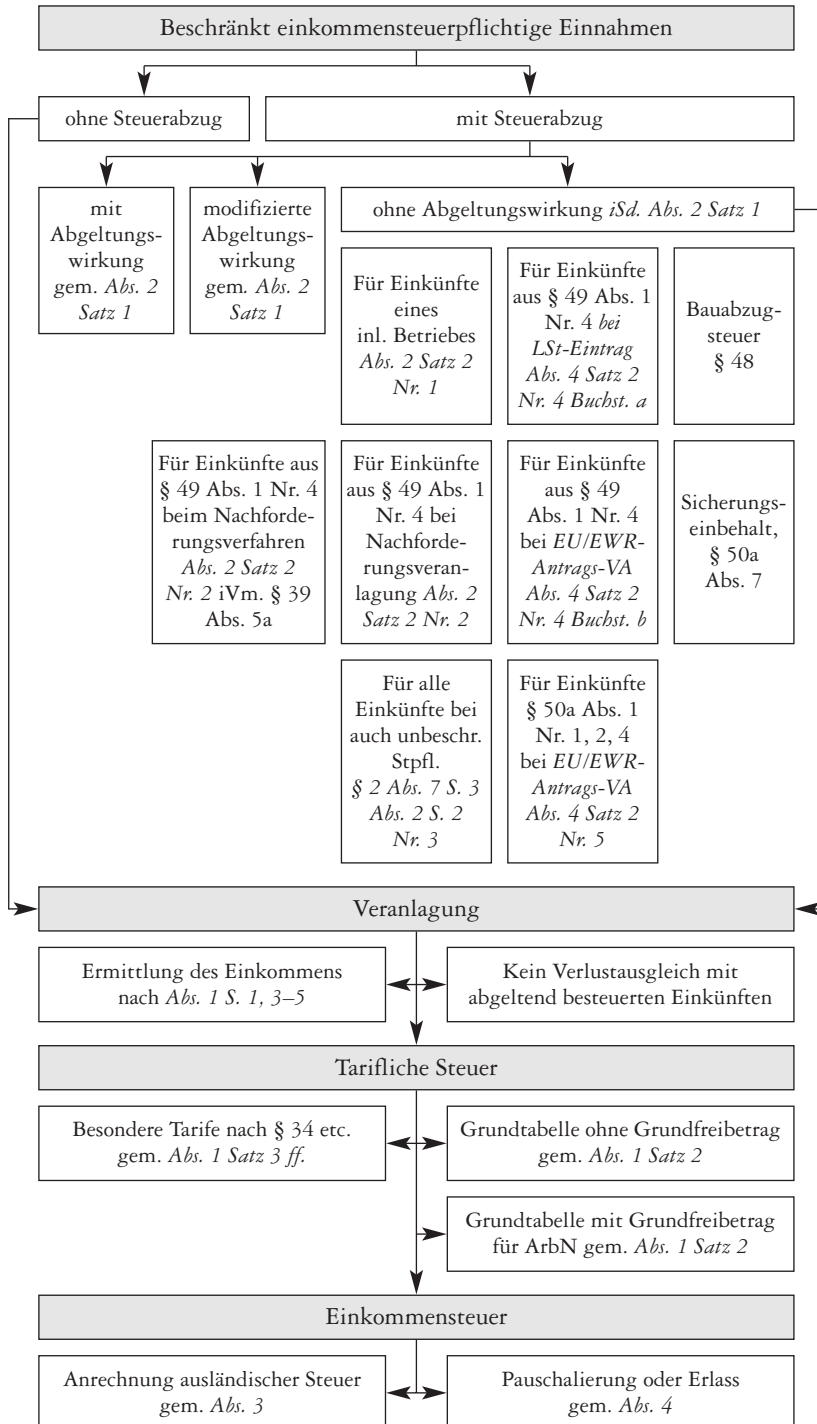 Beschränkt einkommensteuerpflichtige Einnahmen
ohne Steuerabzug
mit Steuerabzug
mit
Abgeltungs-
wirkung
gem. Abs. 2
Satz 1
modifizierte
Abgeltungs-
wirkung
gem. Abs. 2
Satz 1
ohne Abgeltungswirkung iSd. Abs. 2 Satz 1
Für Einkünfte
eines
inl. Betriebes
Abs. 2 Satz 2
Nr. 1
Für Einkünfte
aus § 49 Abs. 1
Nr. 4 bei
LSt-Eintrag
Abs. 4 Satz 2
Nr. 4 Buchst. a
Bauabzug-
steuer
§ 48
Für Einkünfte aus
§ 49 Abs. 1 Nr. 4
beim Nachforde-
rungsverfahren
Abs. 2 Satz 2
Nr. 2 iVm. § 39
Abs. 5a
Für Einkünfte
aus § 49 Abs. 1
Nr. 4 bei
Nachforde-
rungsveran-
lagung Abs. 2
Satz 2 Nr. 2
Für Einkünfte
aus § 49
Abs. 1 Nr. 4
bei EU/EWR-
Antrags-VA
Abs. 4 Satz 2
Nr. 4 Buchst. b
Sicherungs-
einbehalt,
§ 50a
Abs. 7
Für alle
Einkünfte bei
auch unbeschr.
Stpfl.
§ 2 Abs. 7 S. 3
Abs. 2 S. 2
Nr. 3
Für Einkünfte
§ 50a Abs. 1
Nr. 1, 2, 4
bei EU/EWR-
Antrags-VA
Abs. 4 Satz 2
Nr. 5
Veranlagung
Ermittlung des Einkommens
nach Abs. 1 S. 1, 3–5
Kein Verlustausgleich mit
abgeltend besteuerten Einkünften
Tarifliche Steuer
Besondere Tarife nach § 34 etc.
gem. Abs. 1 Satz 3 ff.
Grundtabelle ohne Grundfreibetrag
gem. Abs. 1 Satz 2
Grundtabelle mit Grundfreibetrag
für ArbN gem. Abs. 1 Satz 2
Einkommensteuer
Anrechnung ausländischer Steuer
gem. Abs. 3
Pauschalierung oder Erlass
gem. Abs. 4